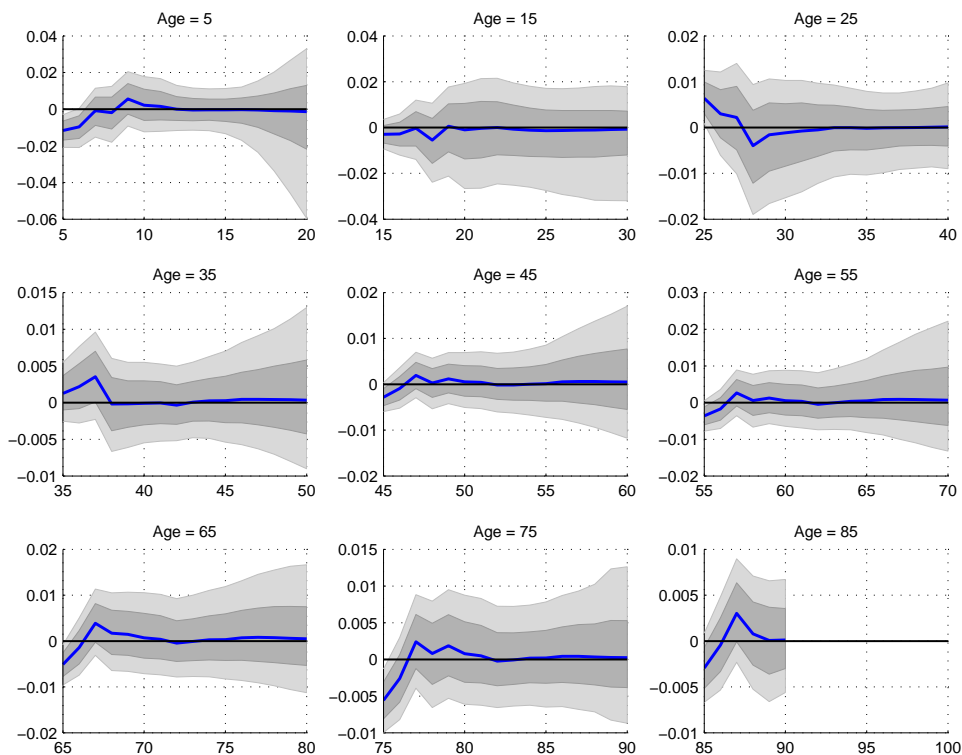 Age = 5
0.04
0.02
0
−0.02
−0.04
−0.06
5 10 15 20
Age = 15
0.04
0.02
0
−0.02
−0.04
15 20 25 30
Age = 25
0.02
0.01
0
−0.01
−0.02
25 30 35 40
Age = 35
0.015
0.01
0.005
0
−0.005
−0.01
35 40 45 50
Age = 45
0.02
0.01
0
−0.01
−0.02
45 50 55 60
Age = 55
0.03
0.02
0.01
0
−0.01
−0.02
55 60 65 70
Age = 65
0.02
0.01
0
−0.01
−0.02
65 70 75 80
Age = 75
0.015
0.01
0.005
0
−0.005
−0.01
75 80 85 90
Age = 85
0.01
0.005
0
−0.005
−0.01
85 90 95 100